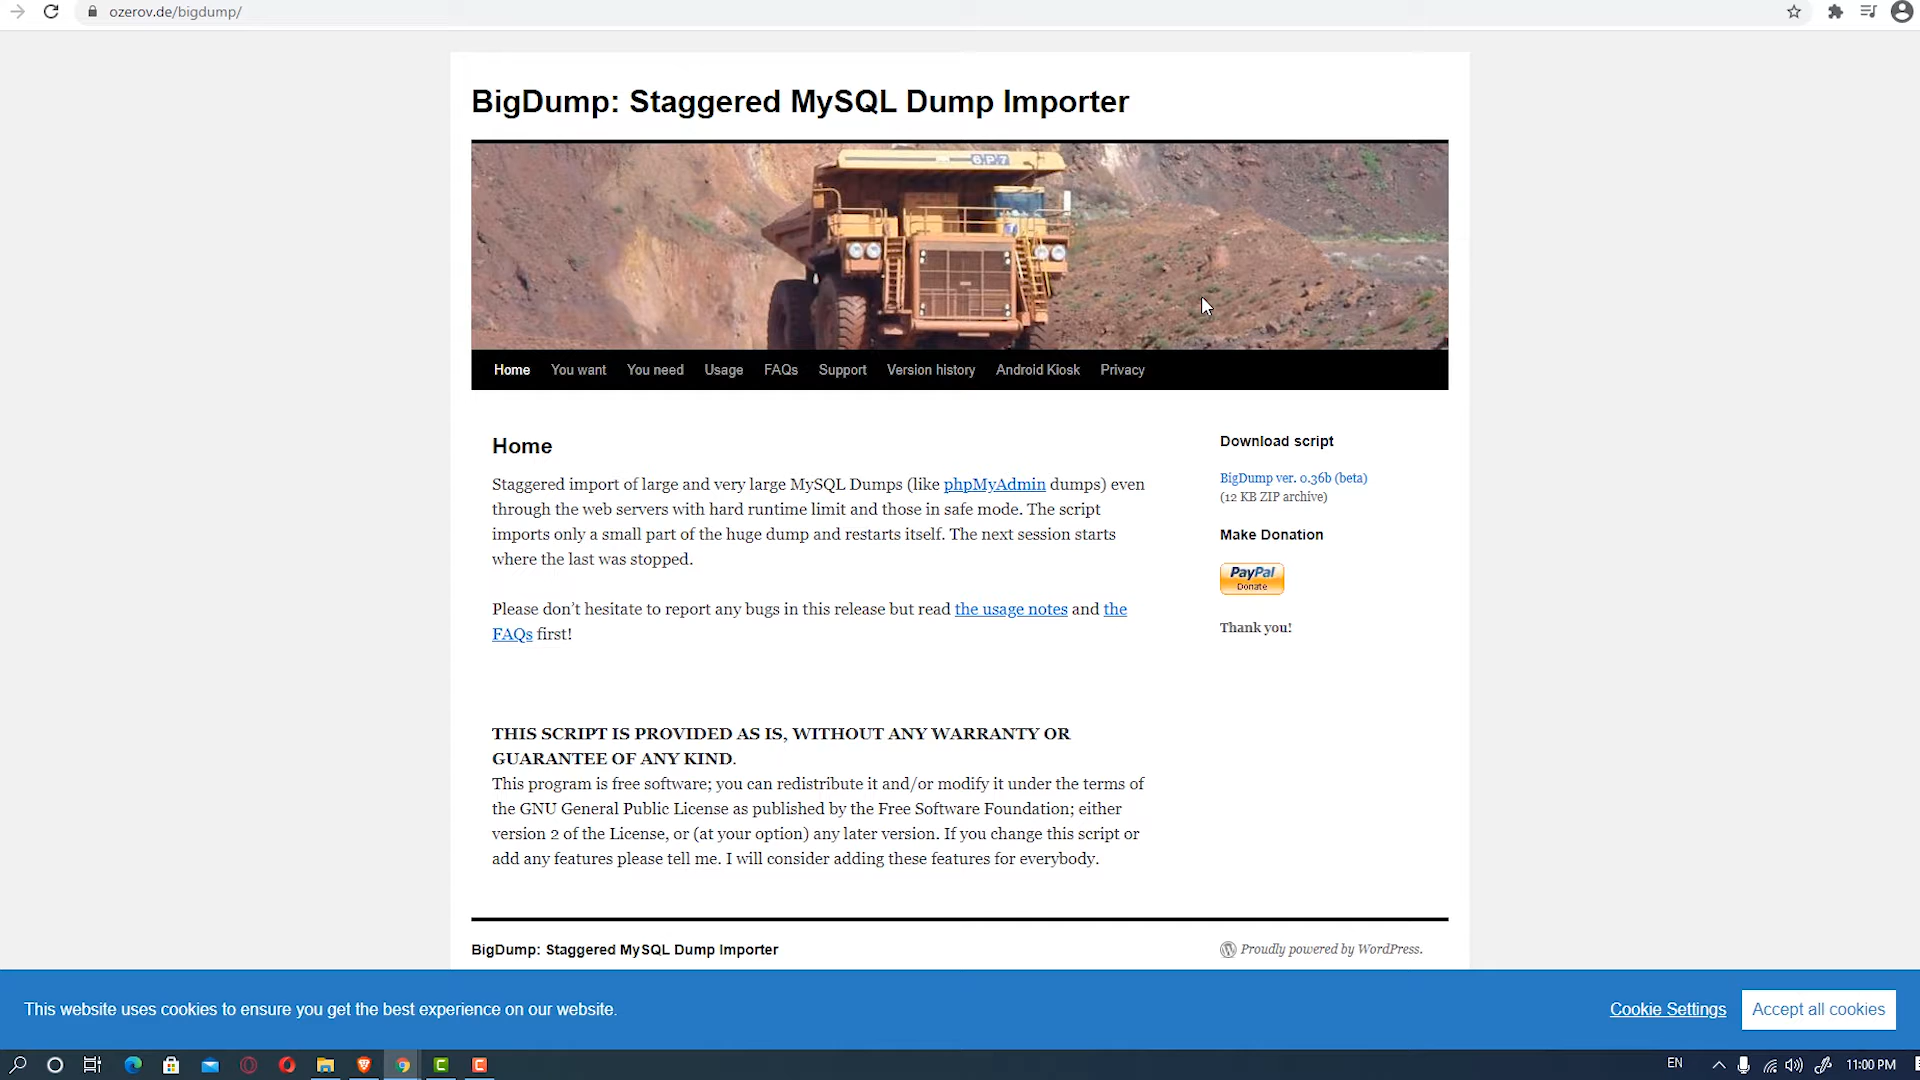 ozerov.de/bigdump/
BigDump: Staggered MySQL Dump Importer
6P7
Home You want You need Usage FAQs Support Version history Android Kiosk Privacy
Home
Staggered import of large and very large MySQL Dumps (like phpMyAdmin dumps) even
through the web servers with hard runtime limit and those in safe mode. The script
imports only a small part of the huge dump and restarts itself. The next session starts
where the last was stopped.
Please don’t hesitate to report any bugs in this release but read the usage notes and the
FAQs first!
THIS SCRIPT IS PROVIDED AS IS, WITHOUT ANY WARRANTY OR
GUARANTEE OF ANY KIND.
This program is free software; you can redistribute it and/or modify it under the terms of
the GNU General Public License as published by the Free Software Foundation; either
version 2 of the License, or (at your option) any later version. If you change this script or
add any features please tell me. I will consider adding these features for everybody.
Download script
BigDump ver. 0.36b (beta)
(12 KB ZIP archive)
Make Donation
PayPal
Donate
Thank you!
BigDump: Staggered MySQL Dump Importer
Proudly powered by WordPress.
This website uses cookies to ensure you get the best experience on our website.
Cookie Settings
Accept all cookies
EN
11:00 PM